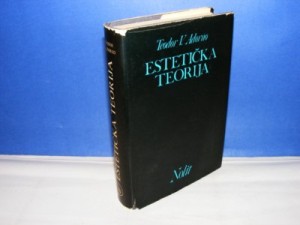 Teodor V. Adorno
ESTETIČKA
TEORIJA
Nolit
ESTETIČKA TEORIJA